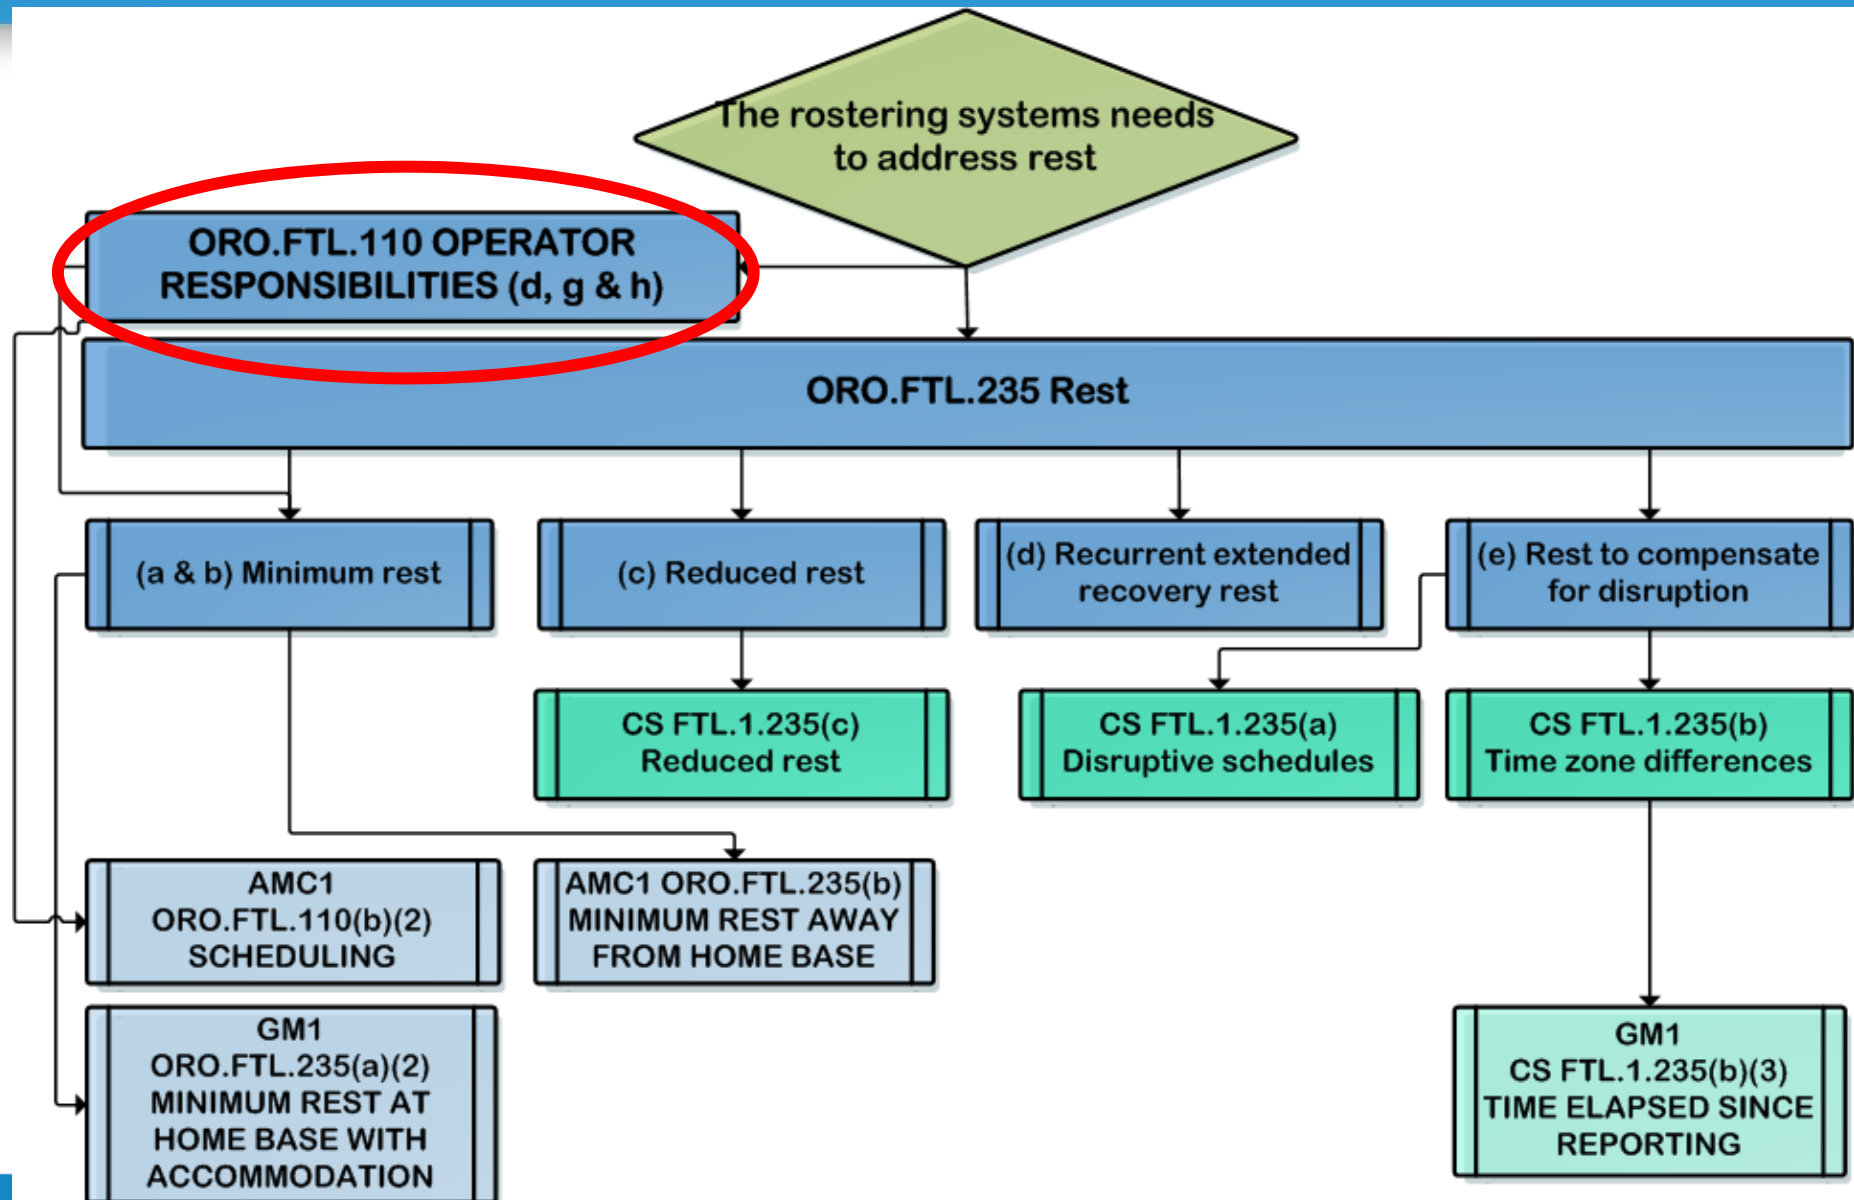 The rostering systems needs
to address rest
ORO.FTL.110 OPERATOR
RESPONSIBILITIES (d, g & h)
ORO.FTL.235 Rest
(a & b) Minimum rest
(c) Reduced rest
(d) Recurrent extended
recovery rest
(e) Rest to compensate
for disruption
CS FTL.1.235(c)
Reduced rest
CS FTL.1.235(a)
Disruptive schedules
CS FTL.1.235(b)
Time zone differences
AMC1
ORO.FTL.110(b)(2)
SCHEDULING
AMC1 ORO.FTL.235(b)
MINIMUM REST AWAY
FROM HOME BASE
GM1
ORO.FTL.235(a)(2)
MINIMUM REST AT
HOME BASE WITH
ACCOMMODATION
GM1
CS FTL.1.235(b)(3)
TIME ELAPSED SINCE
REPORTING